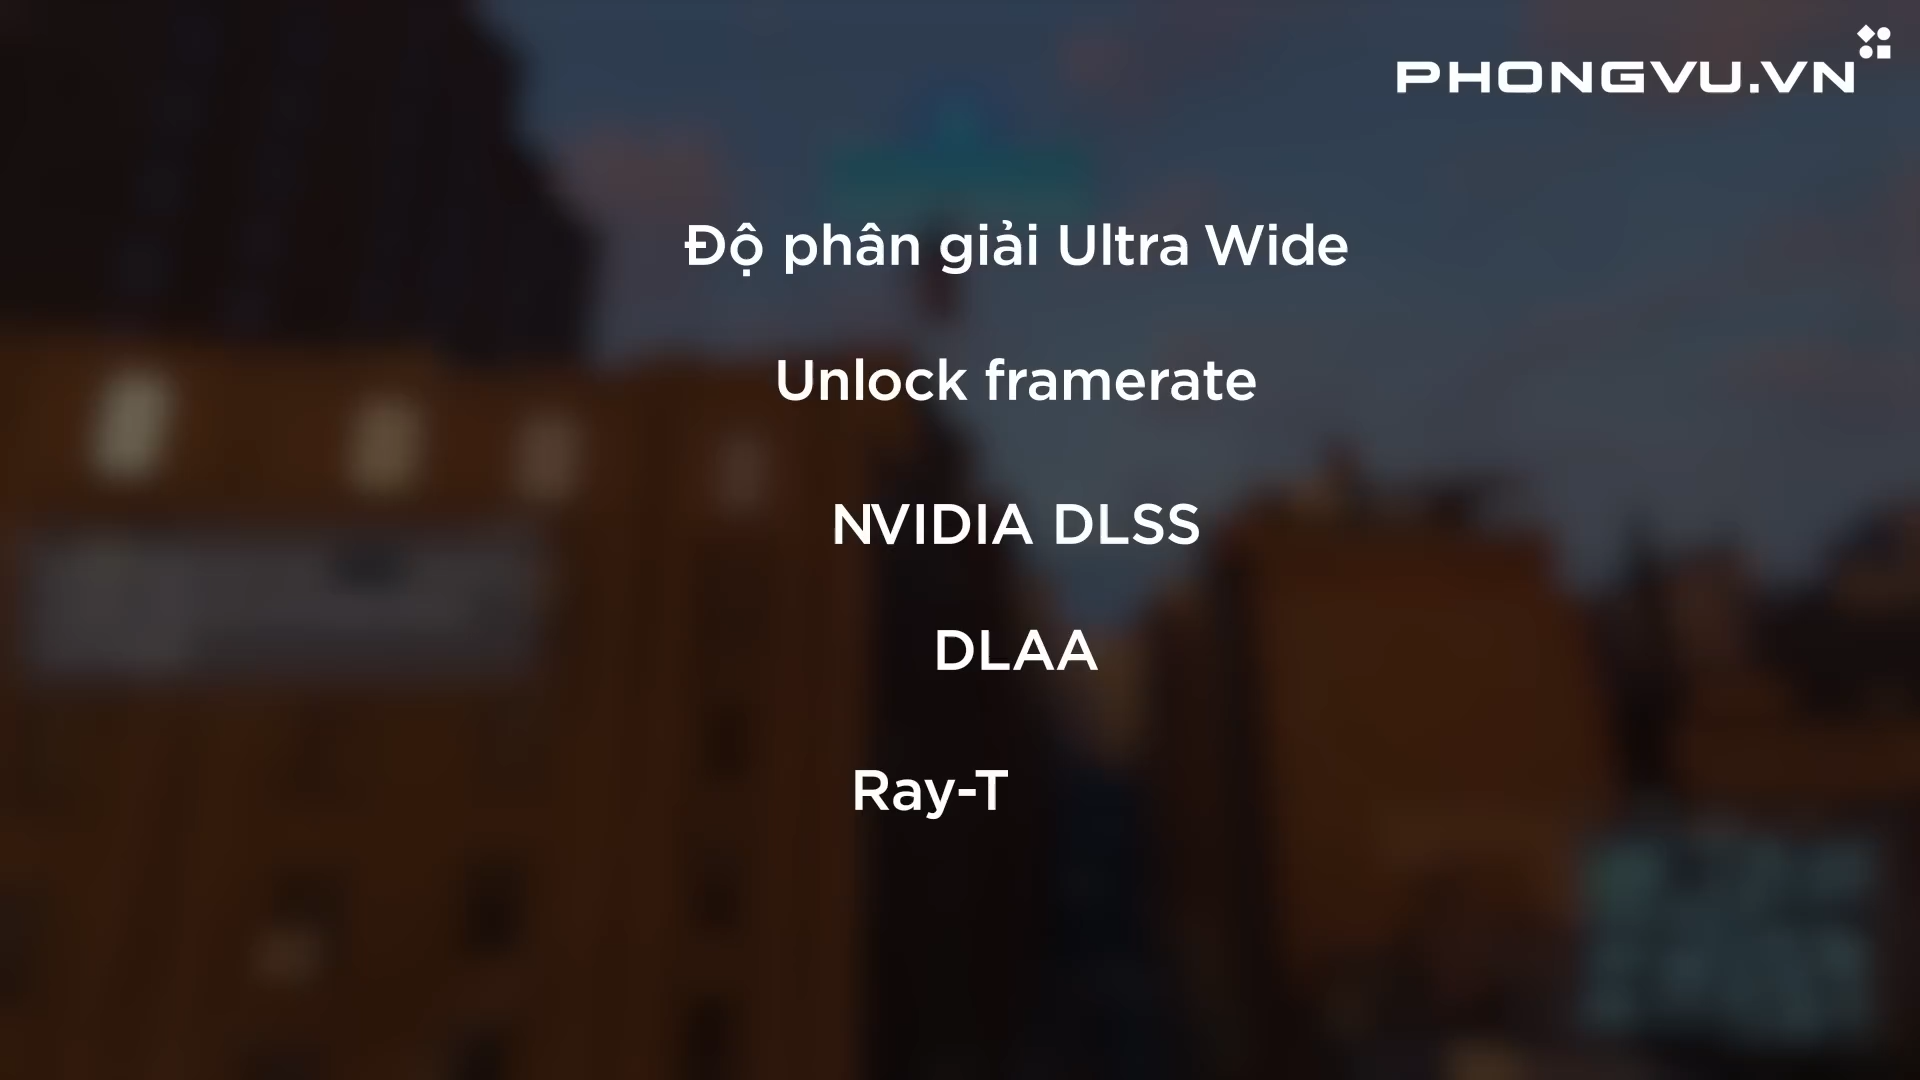 PHONGVU.VN
Độ phân giải Ultra Wide
Unlock framerate
NVIDIA DLSS
DLAA
Ray-T